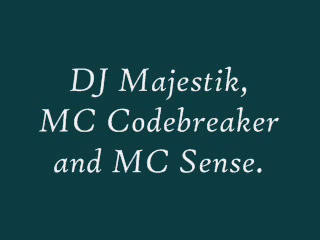 DJ Majestik,
MC Codebreaker
and MC Sense.